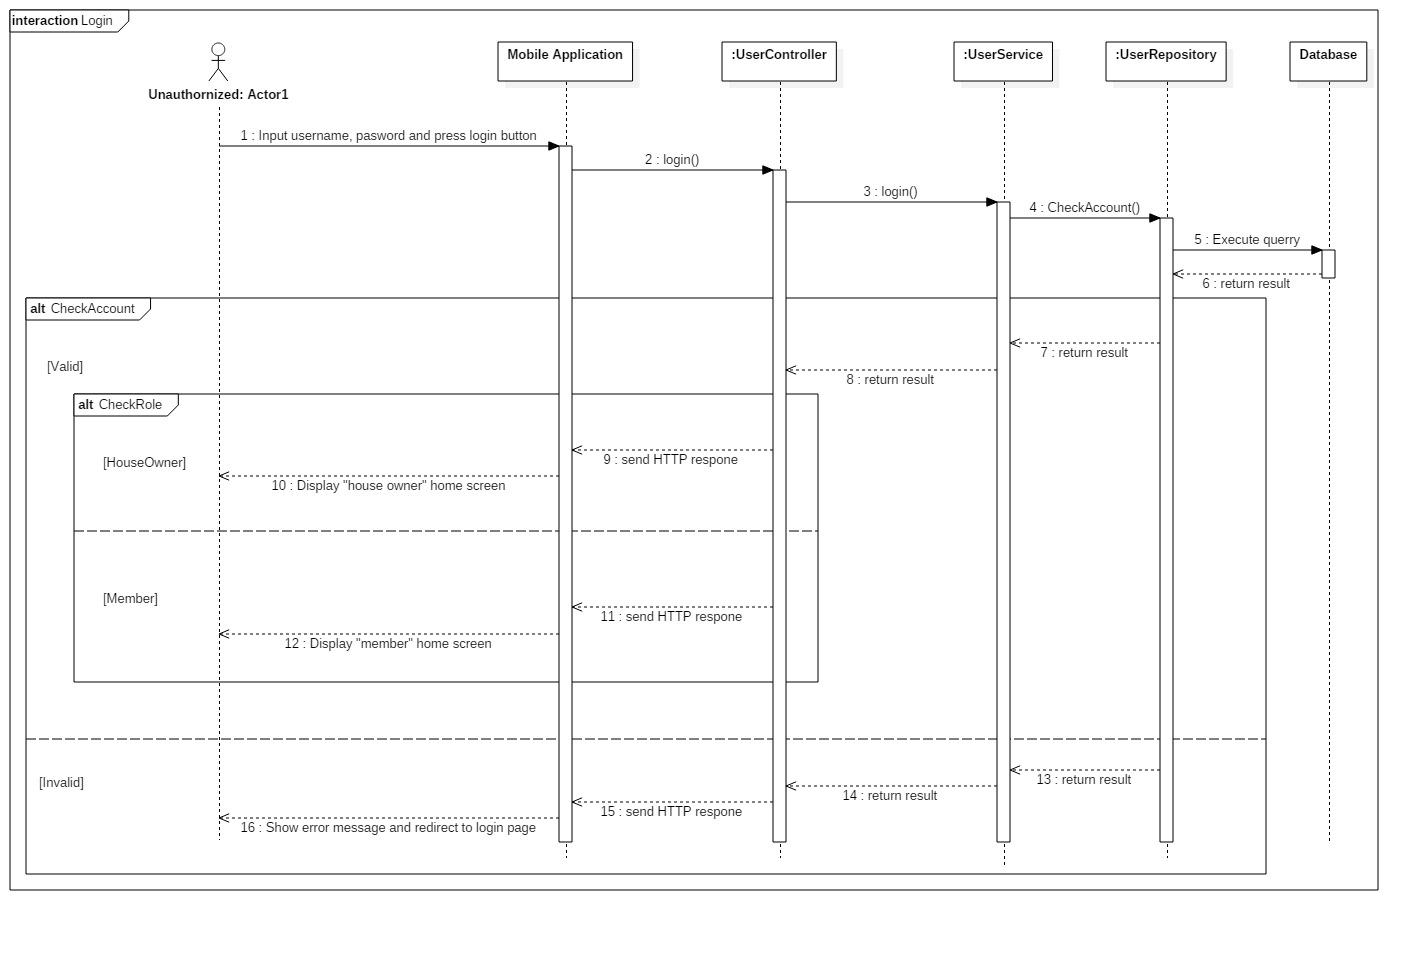 interaction Login
Unauthornized: Actor1
Mobile Application
:UserController
:UserService
:UserRepository
Database
1 : Input username, pasword and press login button
2 : login()
3 : login()
4 : CheckAccount()
5 : Execute querry
6 : return result
alt CheckAccount
7 : return result
[Valid]
8 : return result
alt CheckRole
9 : send HTTP respone
[HouseOwner]
10 : Display "house owner" home screen
[Member]
11 : send HTTP respone
12 : Display "member" home screen
13 : return result
[Invalid]
14 : return result
15 : send HTTP respone
16 : Show error message and redirect to login page